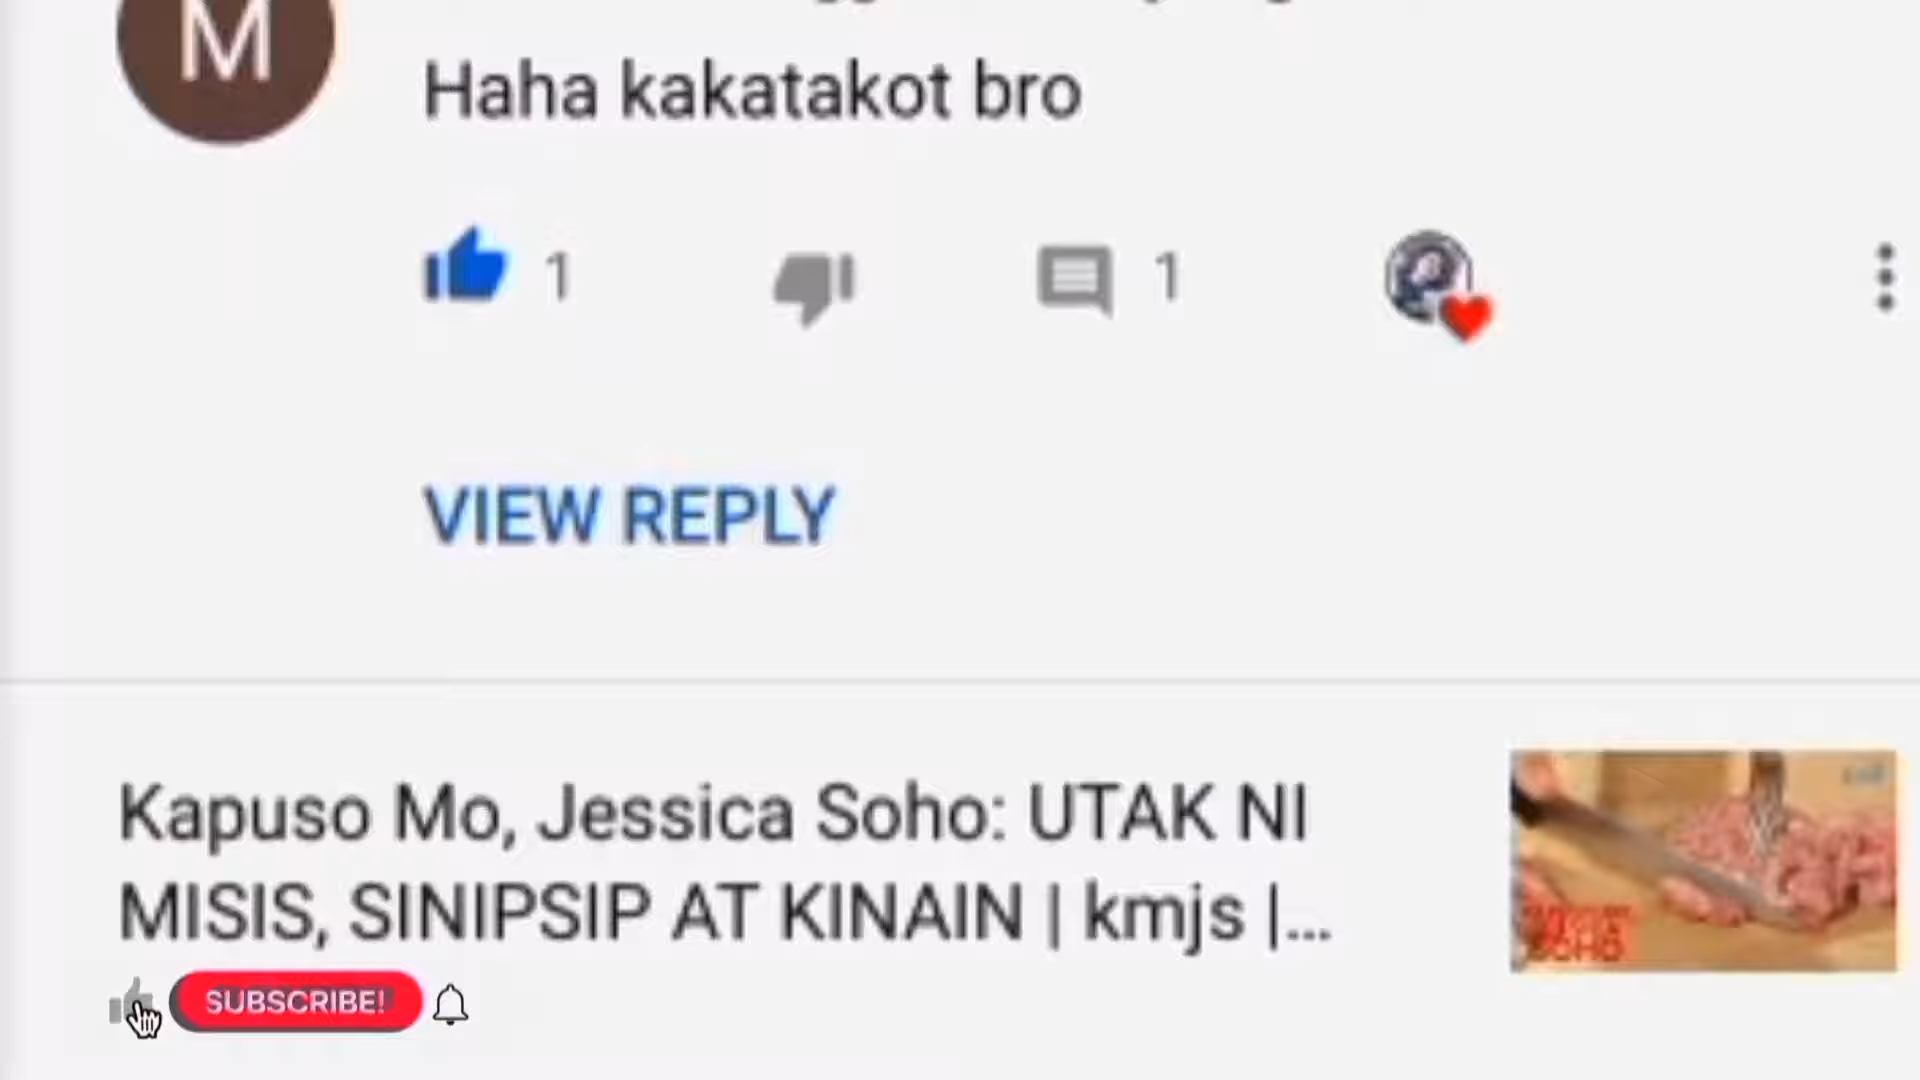 M
Haha kakatakot bro
1
1
VIEW REPLY
Kapuso Mo, Jessica Soho: UTAK NI
MISIS, SINIPSIP AT KINAIN | kmjs |...
SOHO
SUBSCRIBE!